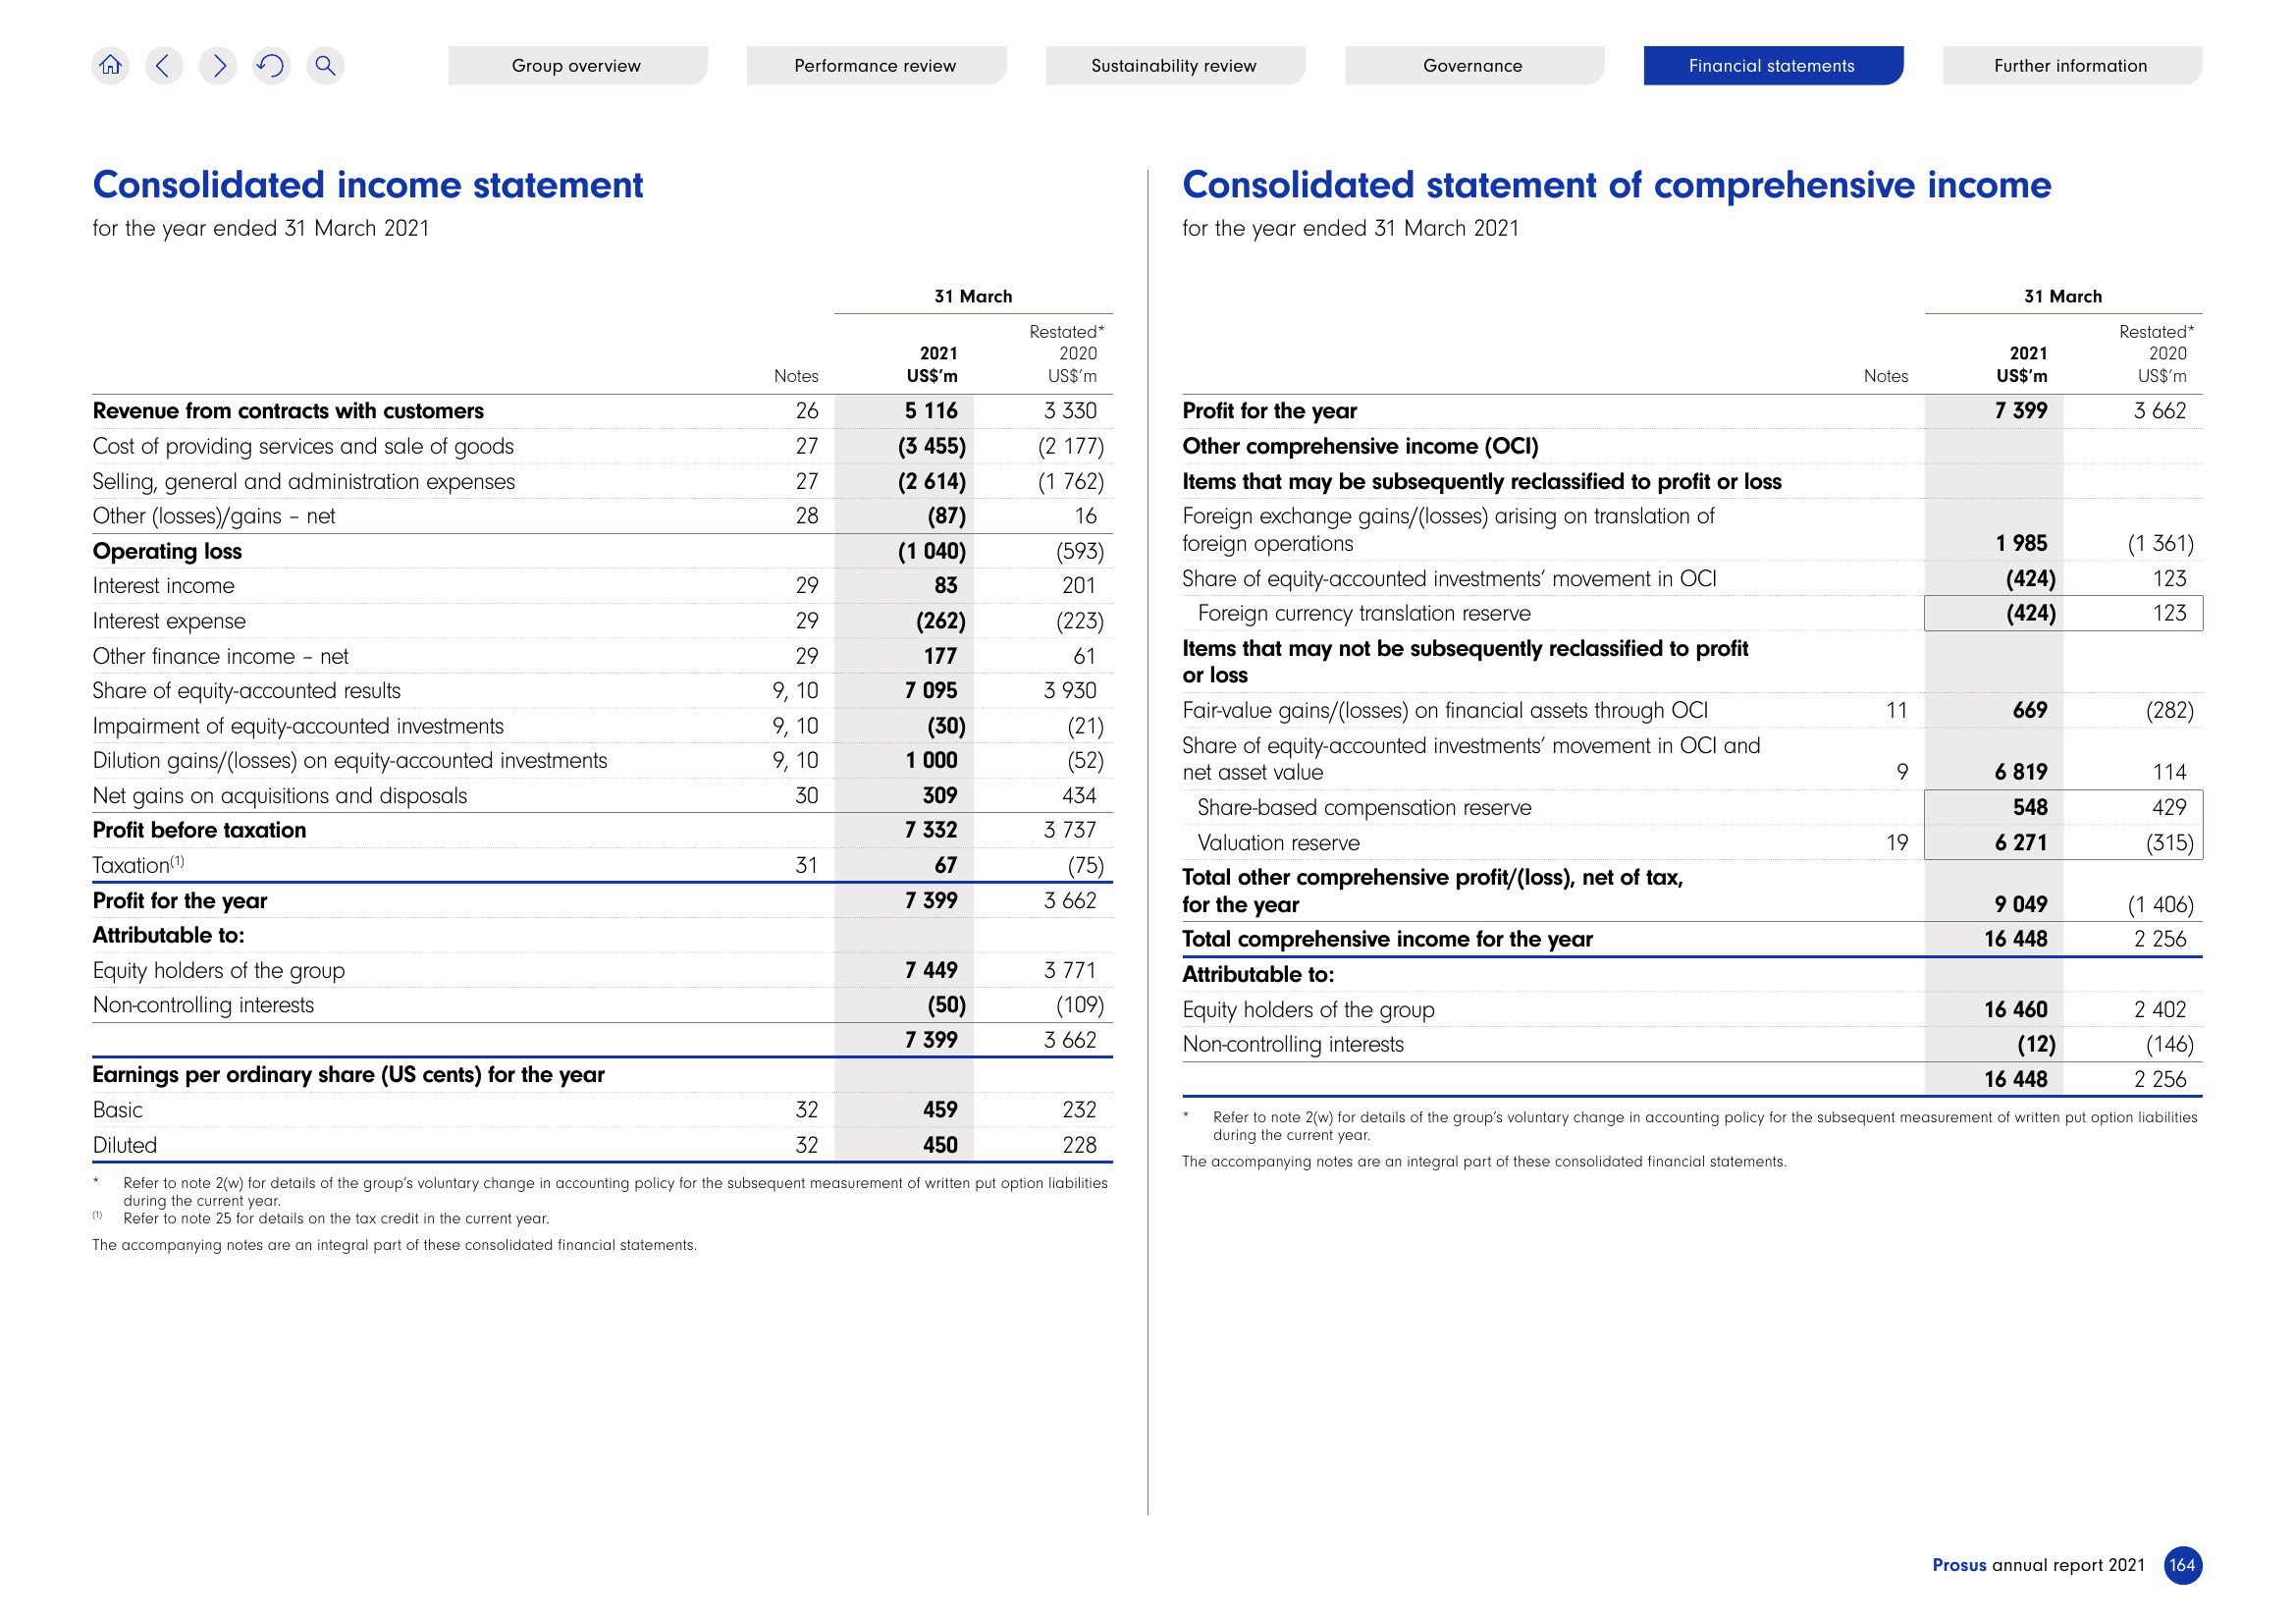 Group overview
Performance review
Sustainability review
Governance
Financial statements
Further information
Consolidated income statement
for the year ended 31 March 2021
31 March
Restated*
2021 2020
Notes US$'m US$'m
Revenue from contracts with customers 26 5 116 3 330
Cost of providing services and sale of goods 27 (3 455) (2 177)
Selling, general and administration expenses 27 (2 614) (1 762)
Other (losses)/gains – net 28 (87) 16
Operating loss (1 040) (593)
Interest income 29 83 201
Interest expense 29 (262) (223)
Other finance income – net 29 177 61
Share of equity-accounted results 9, 10 7 095 3 930
Impairment of equity-accounted investments 9, 10 (30) (21)
Dilution gains/(losses) on equity-accounted investments 9, 10 1 000 (52)
Net gains on acquisitions and disposals 30 309 434
Profit before taxation 7 332 3 737
Taxation(1) 31 67 (75)
Profit for the year 7 399 3 662
Attributable to:
Equity holders of the group 7 449 3 771
Non-controlling interests (50) (109)
7 399 3 662
Earnings per ordinary share (US cents) for the year
Basic 32 459 232
Diluted 32 450 228
* Refer to note 2(w) for details of the group's voluntary change in accounting policy for the subsequent measurement of written put option liabilities
during the current year.
(1) Refer to note 25 for details on the tax credit in the current year.
The accompanying notes are an integral part of these consolidated financial statements.
Consolidated statement of comprehensive income
for the year ended 31 March 2021
31 March
Restated*
2021 2020
Notes US$'m US$'m
Profit for the year 7 399 3 662
Other comprehensive income (OCI)
Items that may be subsequently reclassified to profit or loss
Foreign exchange gains/(losses) arising on translation of
foreign operations 1 985 (1 361)
Share of equity-accounted investments' movement in OCI (424) 123
Foreign currency translation reserve (424) 123
Items that may not be subsequently reclassified to profit
or loss
Fair-value gains/(losses) on financial assets through OCI 11 669 (282)
Share of equity-accounted investments' movement in OCI and
net asset value 9 6 819 114
Share-based compensation reserve 548 429
Valuation reserve 19 6 271 (315)
Total other comprehensive profit/(loss), net of tax,
for the year 9 049 (1 406)
Total comprehensive income for the year 16 448 2 256
Attributable to:
Equity holders of the group 16 460 2 402
Non-controlling interests (12) (146)
16 448 2 256
* Refer to note 2(w) for details of the group's voluntary change in accounting policy for the subsequent measurement of written put option liabilities
during the current year.
The accompanying notes are an integral part of these consolidated financial statements.
Prosus annual report 2021 164